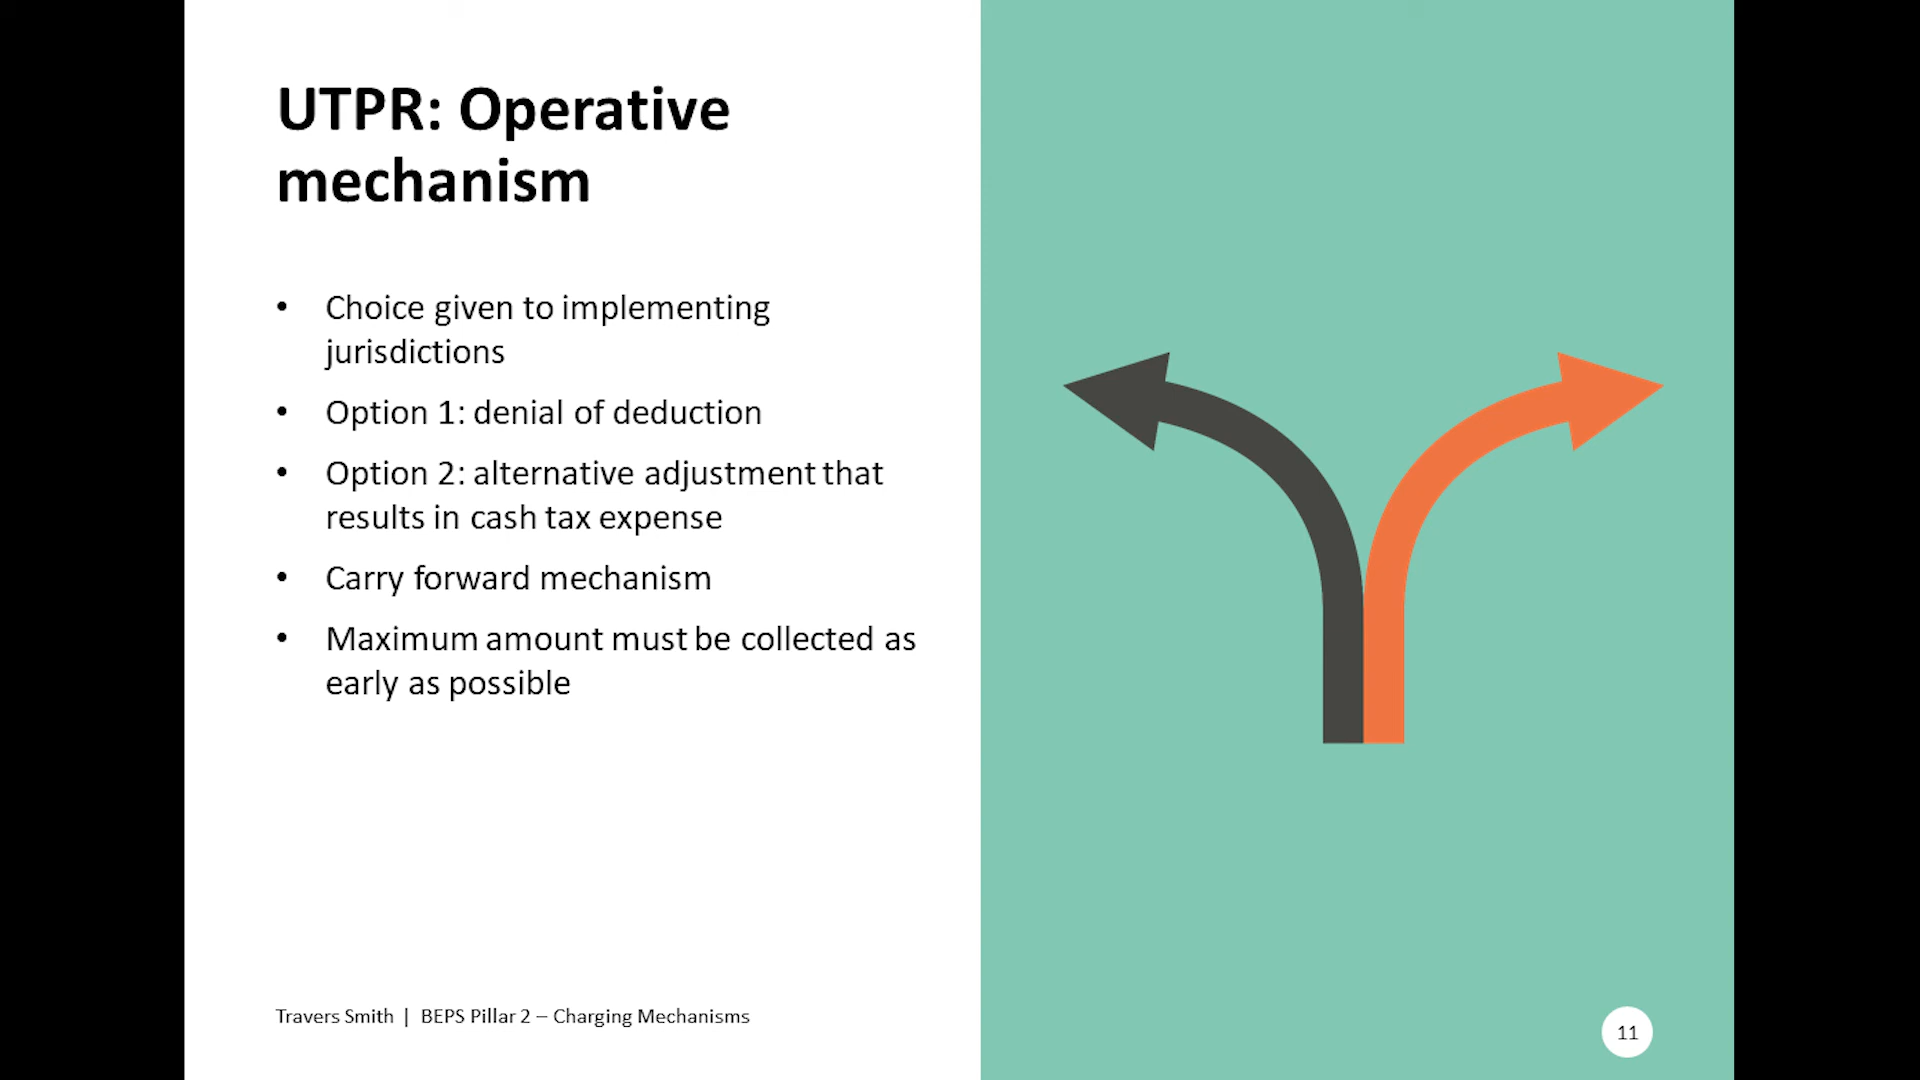 UTPR: Operative
mechanism
• Choice given to implementing
jurisdictions
• Option 1: denial of deduction
• Option 2: alternative adjustment that
results in cash tax expense
• Carry forward mechanism
• Maximum amount must be collected as
early as possible
Travers Smith | BEPS Pillar 2 – Charging Mechanisms
11